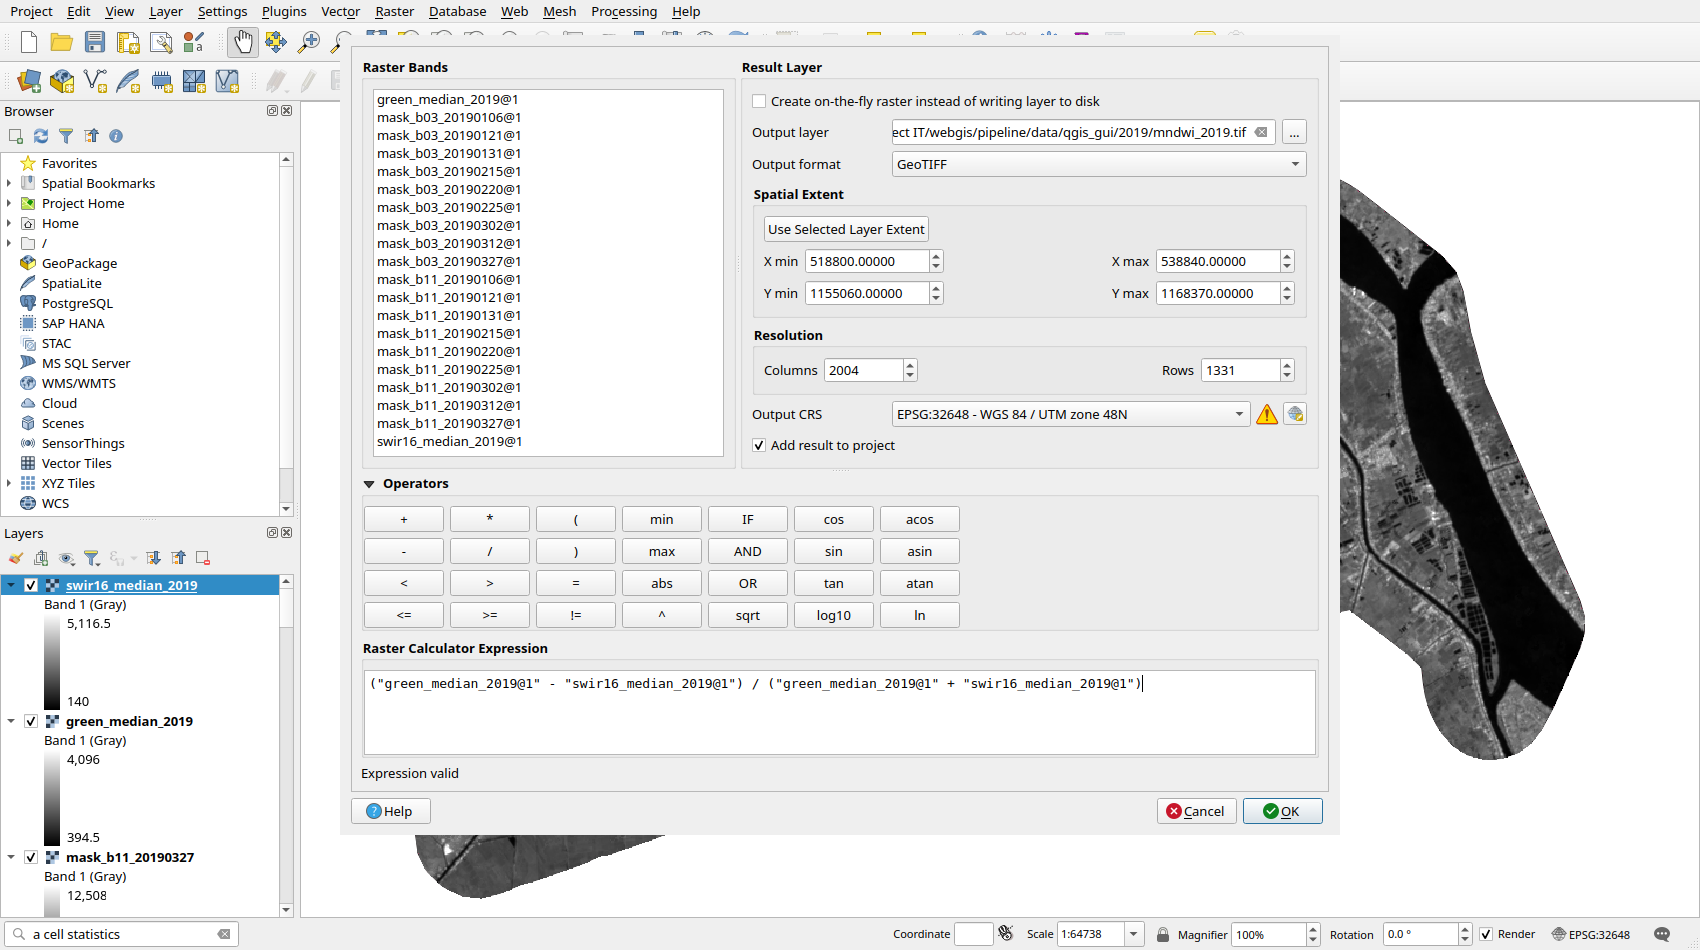 Project Edit View Layer Settings Plugins Vector Raster Database Web Mesh Processing Help
Browser
Favorites
Spatial Bookmarks
Project Home
Home
/
GeoPackage
SpatiaLite
PostgreSQL
SAP HANA
STAC
MS SQL Server
WMS/WMTS
Cloud
Scenes
SensorThings
Vector Tiles
XYZ Tiles
WCS
Layers
swir16_median_2019
Band 1 (Gray)
5,116.5
140
green_median_2019
Band 1 (Gray)
4,096
394.5
mask_b11_20190327
Band 1 (Gray)
12,508
Raster Bands
green_median_2019@1
mask_b03_20190106@1
mask_b03_20190121@1
mask_b03_20190131@1
mask_b03_20190215@1
mask_b03_20190220@1
mask_b03_20190225@1
mask_b03_20190302@1
mask_b03_20190312@1
mask_b03_20190327@1
mask_b11_20190106@1
mask_b11_20190121@1
mask_b11_20190131@1
mask_b11_20190215@1
mask_b11_20190220@1
mask_b11_20190225@1
mask_b11_20190302@1
mask_b11_20190312@1
mask_b11_20190327@1
swir16_median_2019@1
Result Layer
Create on-the-fly raster instead of writing layer to disk
Output layer ect IT/webgis/pipeline/data/qgis_gui/2019/mndwi_2019.tif ...
Output format GeoTIFF
Spatial Extent
Use Selected Layer Extent
X min 518800.00000 X max 538840.00000
Y min 1155060.00000 Y max 1168370.00000
Resolution
Columns 2004 Rows 1331
Output CRS EPSG:32648 - WGS 84 / UTM zone 48N
Add result to project
Operators
+ * ( min IF cos acos
- / ) max AND sin asin
< > = abs OR tan atan
<= >= != ^ sqrt log10 ln
Raster Calculator Expression
("green_median_2019@1" - "swir16_median_2019@1") / ("green_median_2019@1" + "swir16_median_2019@1")
Expression valid
Help Cancel OK
a cell statistics Coordinate Scale 1:64738 Magnifier 100% Rotation 0.0 ° Render EPSG:32648